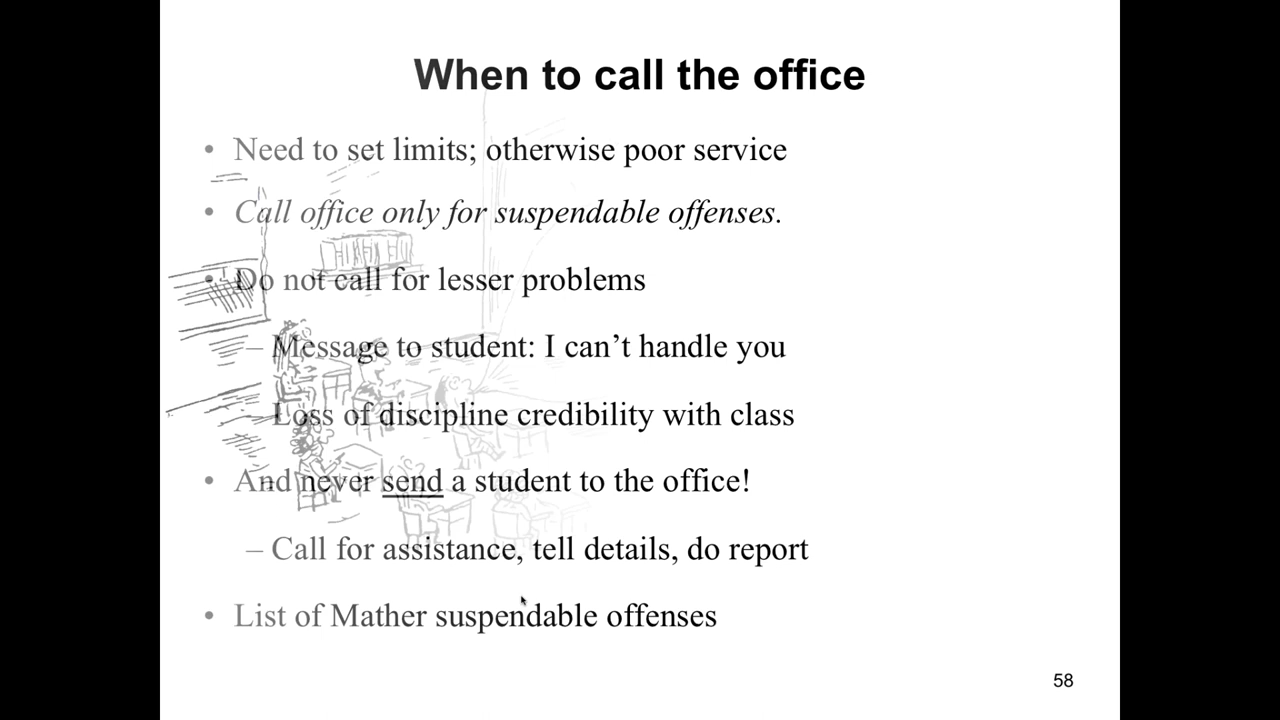 When to call the office
• Need to set limits; otherwise poor service
• Call office only for suspendable offenses.
• Do not call for lesser problems
– Message to student: I can’t handle you
– Loss of discipline credibility with class
• And never send a student to the office!
– Call for assistance, tell details, do report
• List of Mather suspendable offenses
58